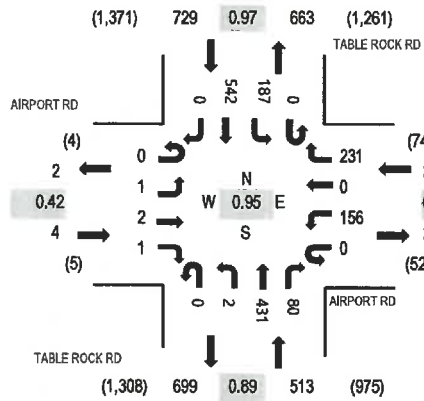 (1,371) 729 0.97 663 (1,261)
TABLE ROCK RD
AIRPORT RD
0 542 187 0
(4) 0 231 (74
2 1 0
0.42 W N 0.95 S E
2 156
4 1 0
(5) (52
0 2 431 80
AIRPORT RD
TABLE ROCK RD
(1,308) 699 0.89 513 (975)